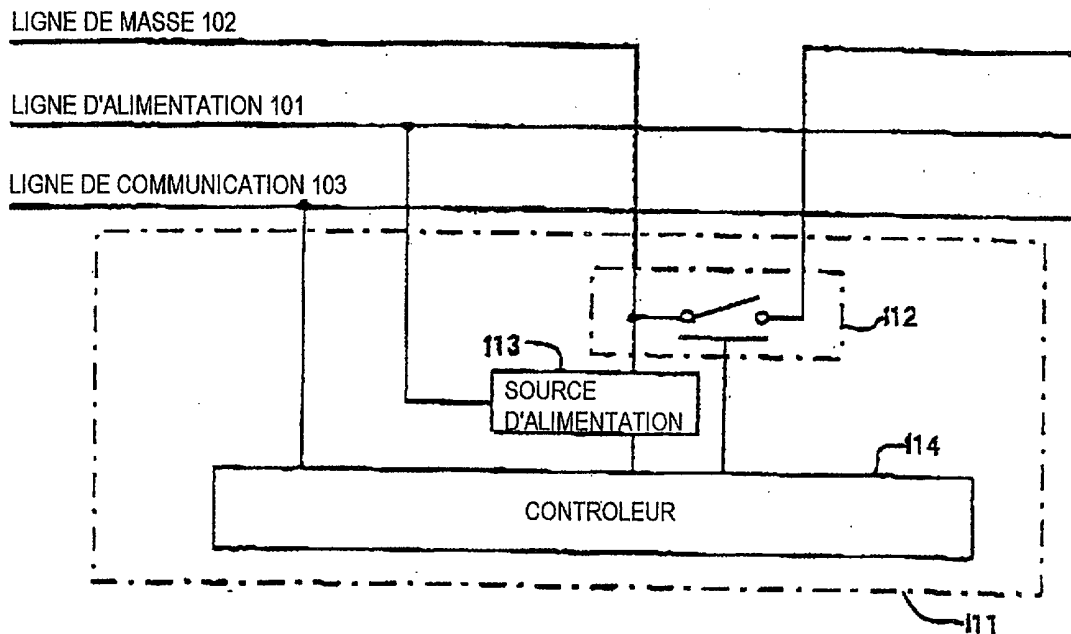 LIGNE DE MASSE 102
LIGNE D'ALIMENTATION 101
LIGNE DE COMMUNICATION 103
112
113
SOURCE
D'ALIMENTATION
114
CONTROLEUR
111